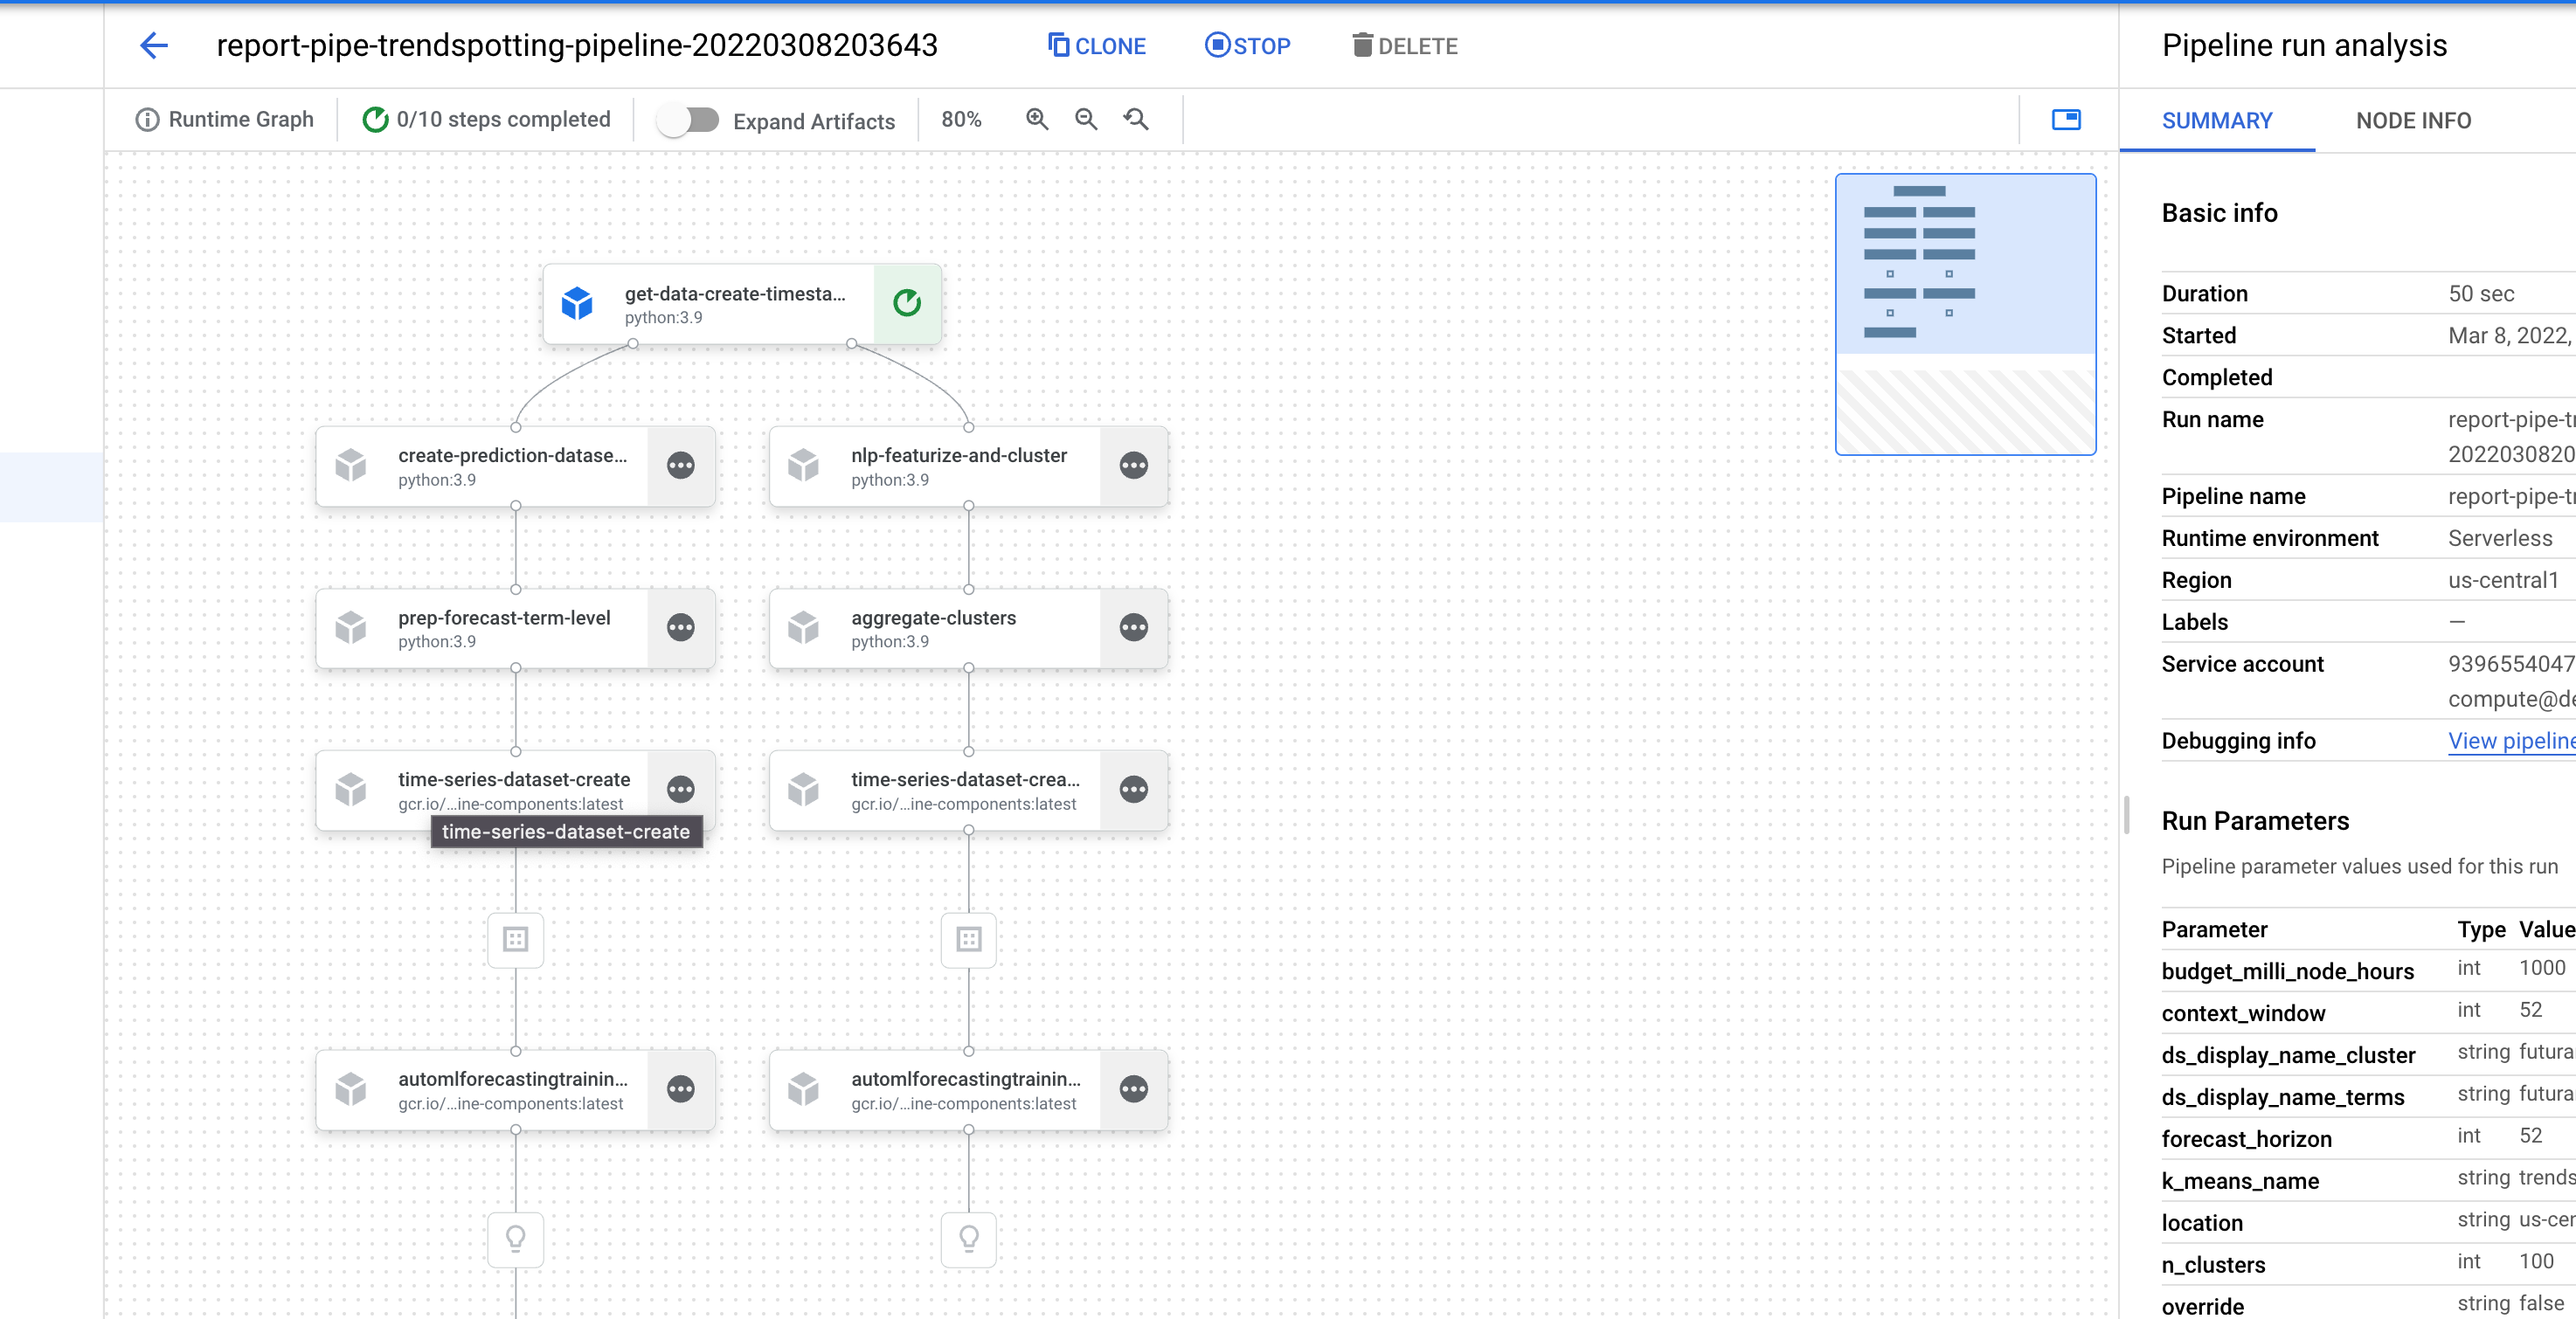 report-pipe-trendspotting-pipeline-20220308203643
CLONE
STOP
DELETE
Pipeline run analysis
Runtime Graph
0/10 steps completed
Expand Artifacts
80%
SUMMARY
NODE INFO
get-data-create-timesta...
python:3.9
create-prediction-datase...
python:3.9
nlp-featurize-and-cluster
python:3.9
prep-forecast-term-level
python:3.9
aggregate-clusters
python:3.9
time-series-dataset-create
gcr.io/...ine-components:latest
time-series-dataset-create
time-series-dataset-crea...
gcr.io/...ine-components:latest
automlforecastingtrainin...
gcr.io/...ine-components:latest
automlforecastingtrainin...
gcr.io/...ine-components:latest
Basic info
Duration 50 sec
Started Mar 8, 2022,
Completed
Run name report-pipe-tr
2022030820
Pipeline name report-pipe-tr
Runtime environment Serverless
Region us-central1
Labels —
Service account 9396554047
compute@de
Debugging info View pipeline
Run Parameters
Pipeline parameter values used for this run
Parameter Type Value
budget_milli_node_hours int 1000
context_window int 52
ds_display_name_cluster string futura
ds_display_name_terms string futura
forecast_horizon int 52
k_means_name string trends
location string us-cen
n_clusters int 100
override string false